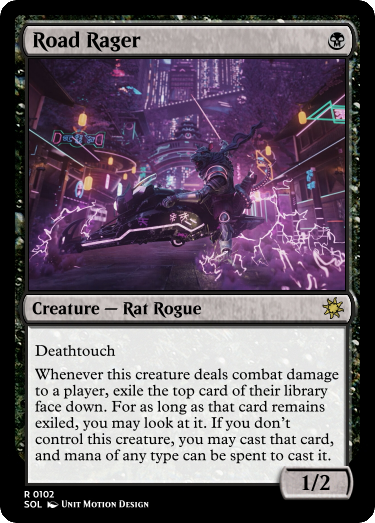 Road Rager
Creature — Rat Rogue
Deathtouch
Whenever this creature deals combat damage
to a player, exile the top card of their library
face down. For as long as that card remains
exiled, you may look at it. If you don't
control this creature, you may cast that card,
and mana of any type can be spent to cast it.
1/2
R 0102
SOL Unit Motion Design